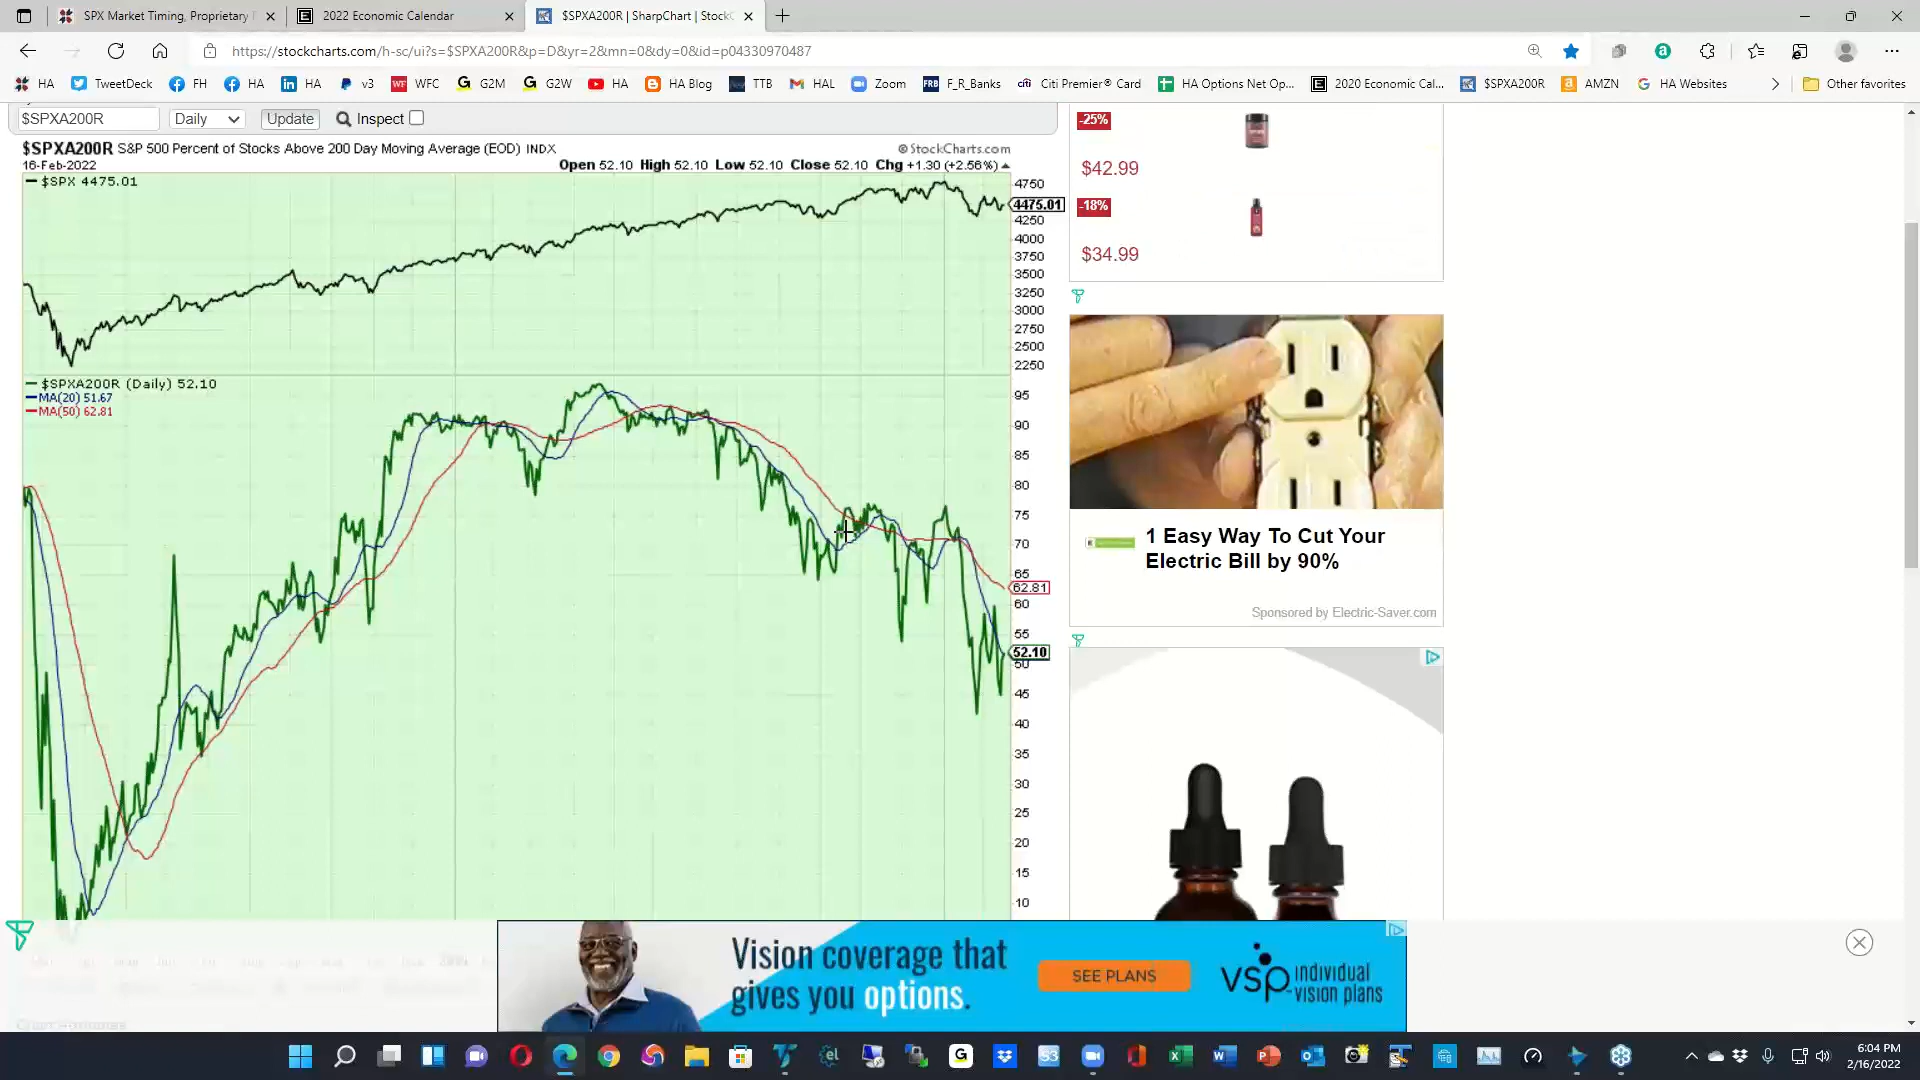 SPX Market Timing, Proprietary
2022 Economic Calendar
$SPXA200R | SharpChart | Stock
https://stockcharts.com/h-sc/ui?s=$SPXA200R&p=D&yr=2&mn=0&dy=0&id=p04330970487
HA TweetDeck FH HA HA v3 WFC G2M G2W HA HA Blog TTB HAL Zoom F_R_Banks Citi Premier® Card HA Options Net Op... 2020 Economic Cal... $SPXA200R AMZN HA Websites Other favorites
$SPXA200R Daily Update Inspect
$SPXA200R S&P 500 Percent of Stocks Above 200 Day Moving Average (EOD) INDX
© StockCharts.com
16-Feb-2022
Open 52.10 High 52.10 Low 52.10 Close 52.10 Chg +1.30 (+2.56%)
$SPX 4475.01
4750
4475.01
4250
4000
3750
3500
3250
3000
2750
2500
2250
$SPXA200R (Daily) 52.10
MA(20) 51.67
MA(50) 62.81
95
90
85
80
75
70
65
62.81
60
55
52.10
50
45
40
35
30
25
20
15
10
-25%
$42.99
-18%
$34.99
1 Easy Way To Cut Your
Electric Bill by 90%
Sponsored by Electric-Saver.com
Vision coverage that
gives you options.
SEE PLANS
vsp individual
vision plans
6:04 PM
2/16/2022